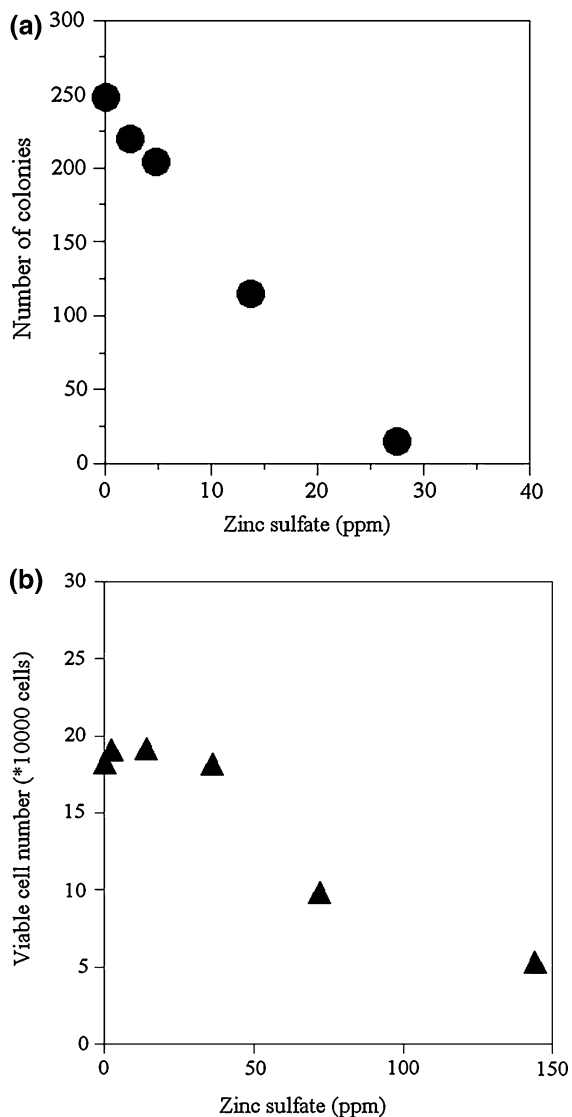 (a)
300
250
200
150
100
50
0
Number of colonies
0 10 20 30 40
Zinc sulfate (ppm)
(b)
30
25
20
15
10
5
0
Viable cell number (*10000 cells)
0 50 100 150
Zinc sulfate (ppm)